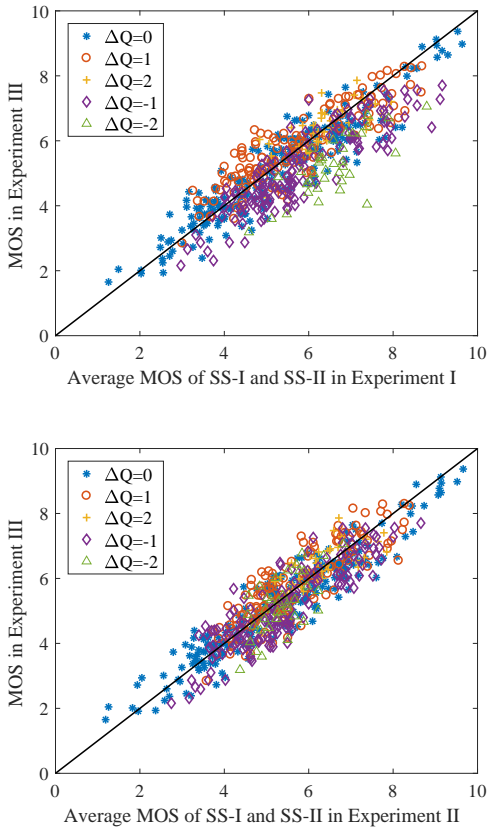 10
8
6
4
2
0
MOS in Experiment III
ΔQ=0
ΔQ=1
ΔQ=2
ΔQ=-1
ΔQ=-2
0 2 4 6 8 10
Average MOS of SS-I and SS-II in Experiment I
10
8
6
4
2
0
MOS in Experiment III
ΔQ=0
ΔQ=1
ΔQ=2
ΔQ=-1
ΔQ=-2
0 2 4 6 8 10
Average MOS of SS-I and SS-II in Experiment II